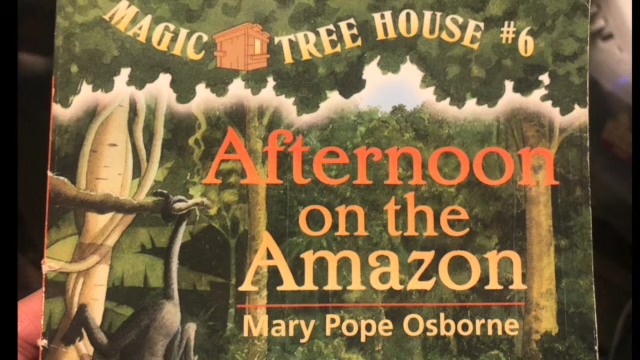 MAGIC TREE HOUSE #6
Afternoon
on the
Amazon
Mary Pope Osborne